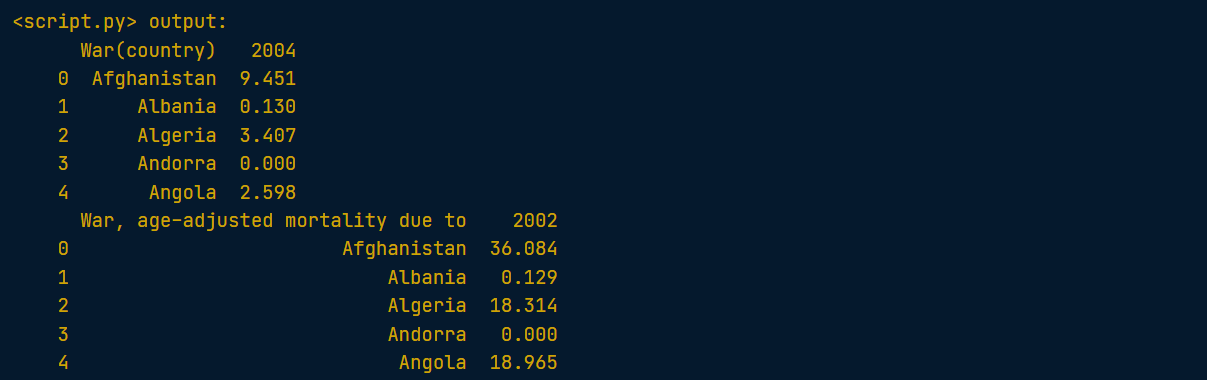 <script.py> output:
War(country) 2004
0 Afghanistan 9.451
1 Albania 0.130
2 Algeria 3.407
3 Andorra 0.000
4 Angola 2.598
War, age-adjusted mortality due to 2002
0 Afghanistan 36.084
1 Albania 0.129
2 Algeria 18.314
3 Andorra 0.000
4 Angola 18.965